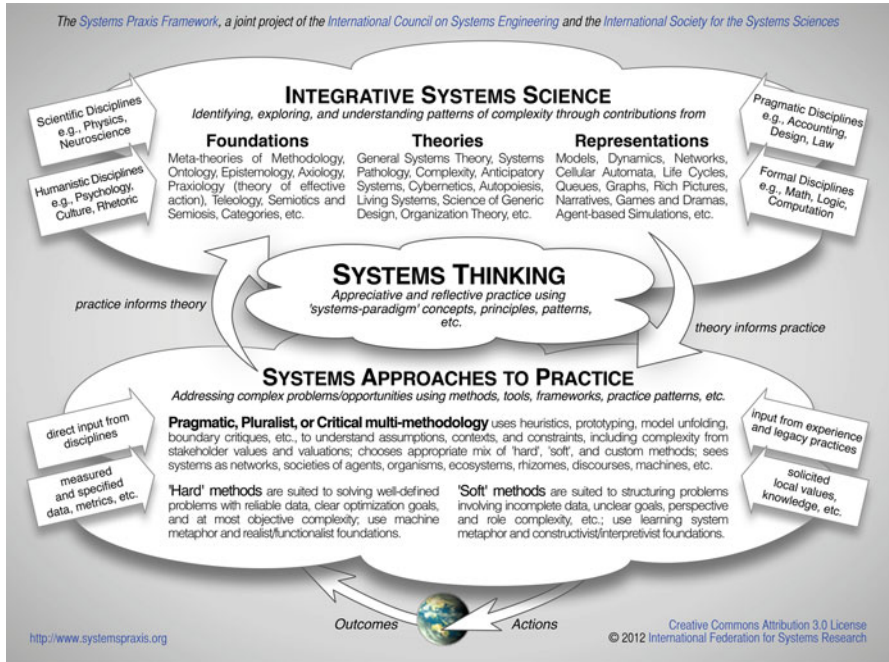 The Systems Praxis Framework, a joint project of the International Council on Systems Engineering and the International Society for the Systems Sciences
INTEGRATIVE SYSTEMS SCIENCE
Identifying, exploring, and understanding patterns of complexity through contributions from
Scientific Disciplines
e.g., Physics,
Neuroscience
Humanistic Disciplines
e.g., Psychology,
Culture, Rhetoric
Foundations
Meta-theories of Methodology,
Ontology, Epistemology, Axiology,
Praxiology (theory of effective
action), Teleology, Semiotics and
Semiosis, Categories, etc.
Theories
General Systems Theory, Systems
Pathology, Complexity, Anticipatory
Systems, Cybernetics, Autopoiesis,
Living Systems, Science of Generic
Design, Organization Theory, etc.
Representations
Models, Dynamics, Networks,
Cellular Automata, Life Cycles,
Queues, Graphs, Rich Pictures,
Narratives, Games and Dramas,
Agent-based Simulations, etc.
Pragmatic Disciplines
e.g., Accounting,
Design, Law
Formal Disciplines
e.g., Math, Logic,
Computation
SYSTEMS THINKING
Appreciative and reflective practice using
'systems-paradigm' concepts, principles, patterns,
etc.
practice informs theory
theory informs practice
SYSTEMS APPROACHES TO PRACTICE
Addressing complex problems/opportunities using methods, tools, frameworks, practice patterns, etc.
direct input from
disciplines
measured
and specified
data, metrics, etc.
Pragmatic, Pluralist, or Critical multi-methodology uses heuristics, prototyping, model unfolding,
boundary critiques, etc., to understand assumptions, contexts, and constraints, including complexity from
stakeholder values and valuations; chooses appropriate mix of 'hard', 'soft', and custom methods; sees
systems as networks, societies of agents, organisms, ecosystems, rhizomes, discourses, machines, etc.
'Hard' methods are suited to solving well-defined
problems with reliable data, clear optimization goals,
and at most objective complexity; use machine
metaphor and realist/functionalist foundations.
'Soft' methods are suited to structuring problems
involving incomplete data, unclear goals, perspective
and role complexity, etc.; use learning system
metaphor and constructivist/interpretivist foundations.
input from experience
and legacy practices
solicited
local values,
knowledge, etc.
Outcomes
Actions
http://www.systemspraxis.org
Creative Commons Attribution 3.0 License
© 2012 International Federation for Systems Research